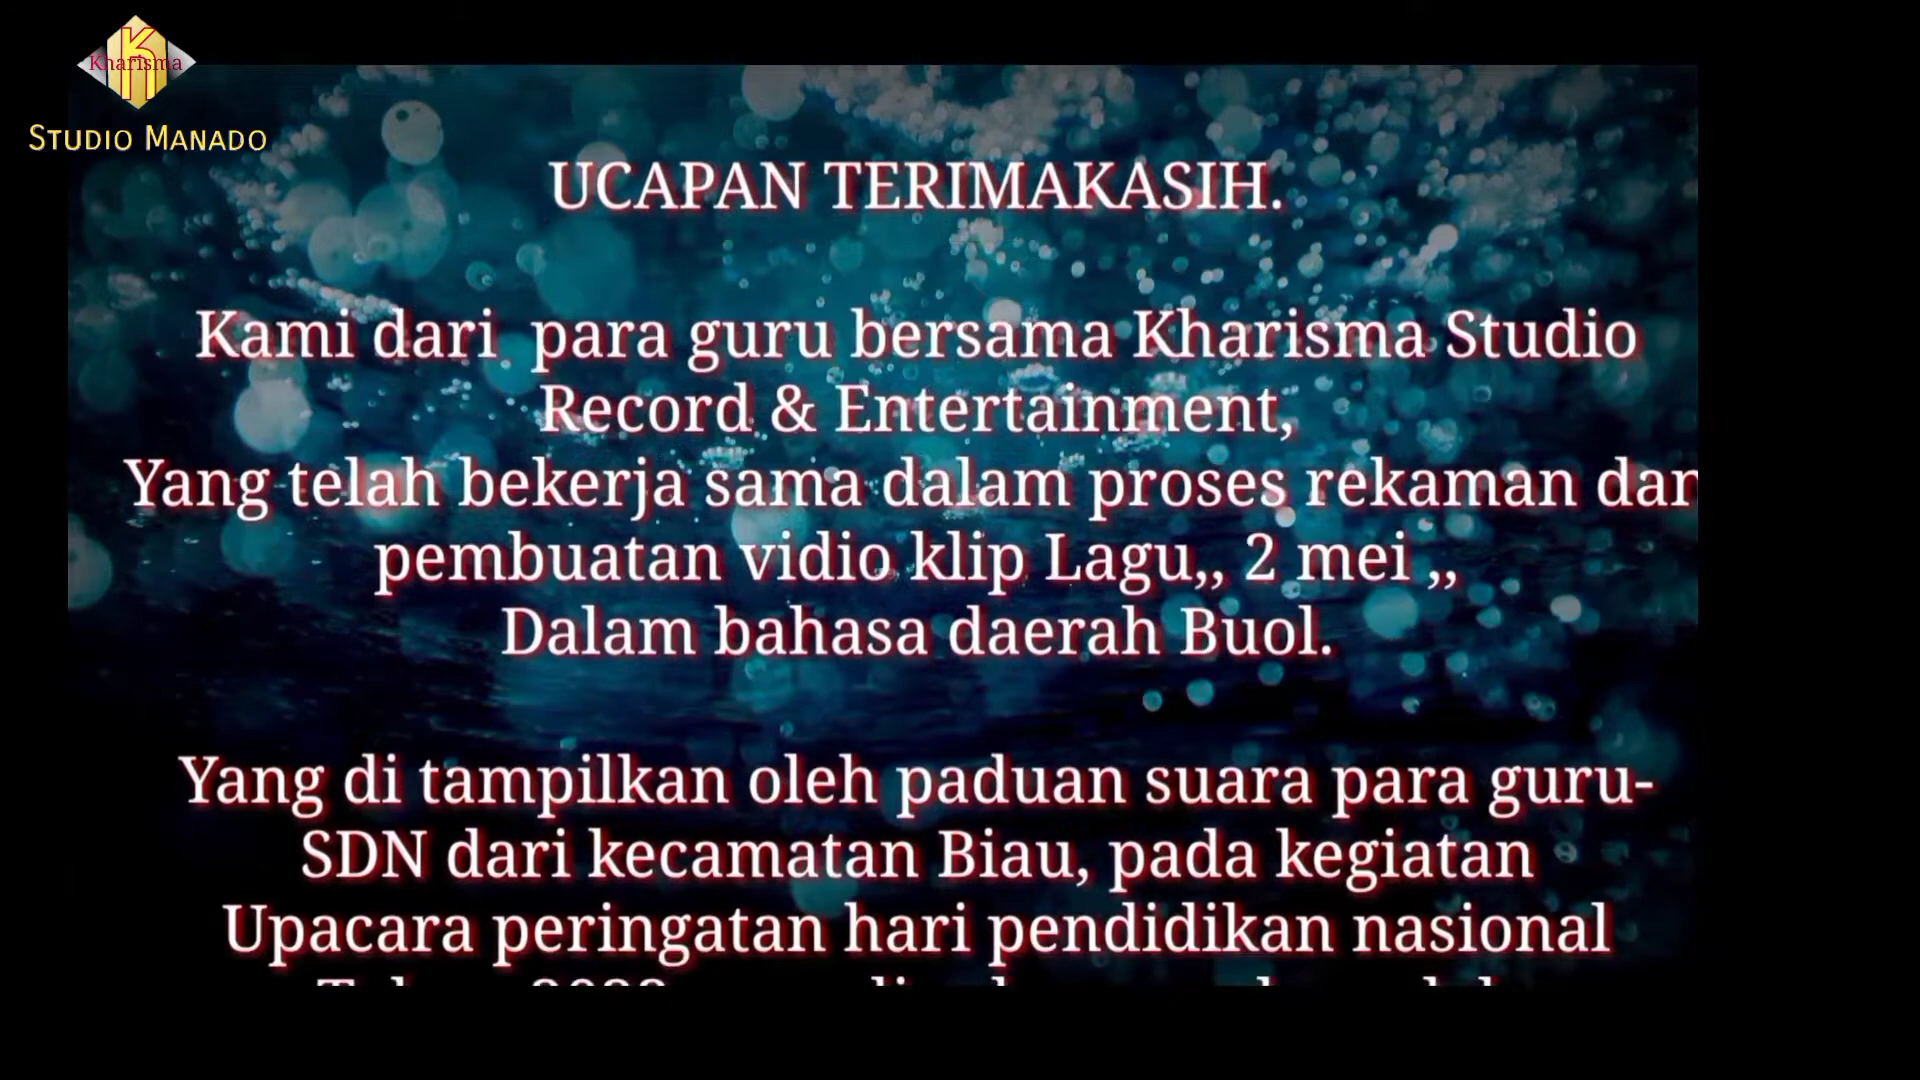 K
Kharisma
STUDIO MANADO
UCAPAN TERIMAKASIH.
Kami dari  para guru bersama Kharisma Studio
Record & Entertainment,
Yang telah bekerja sama dalam proses rekaman dan
pembuatan vidio klip Lagu,, 2 mei ,,
Dalam bahasa daerah Buol.
Yang di tampilkan oleh paduan suara para guru-
SDN dari kecamatan Biau, pada kegiatan
Upacara peringatan hari pendidikan nasional